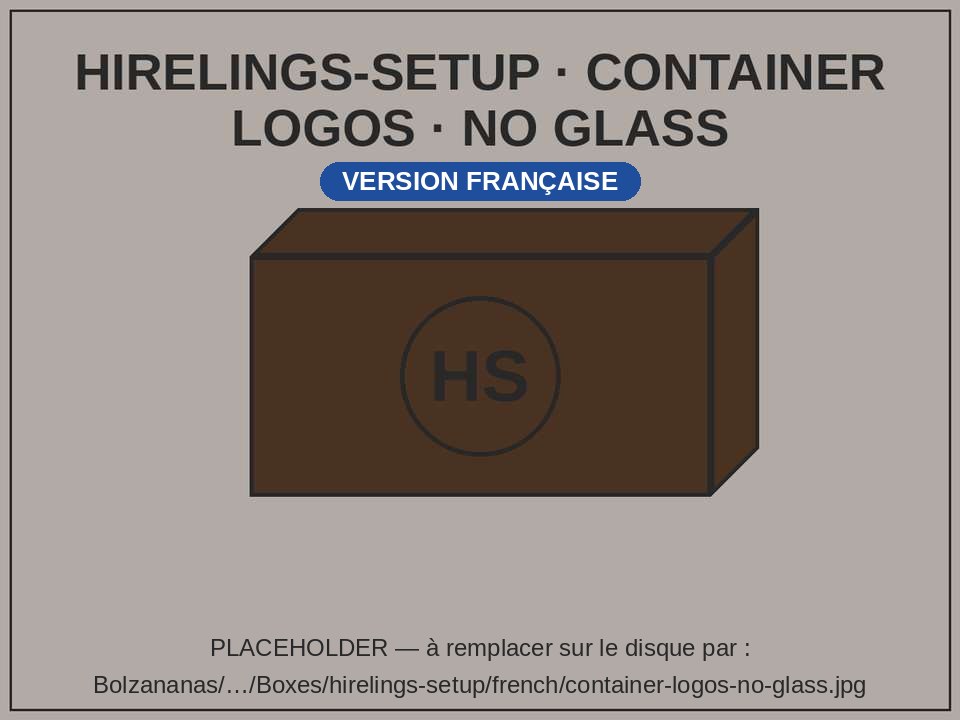 HIRELINGS-SETUP · CONTAINER
LOGOS · NO GLASS
VERSION FRANÇAISE
HS
PLACEHOLDER — à remplacer sur le disque par :
Bolzananas/…/Boxes/hirelings-setup/french/container-logos-no-glass.jpg